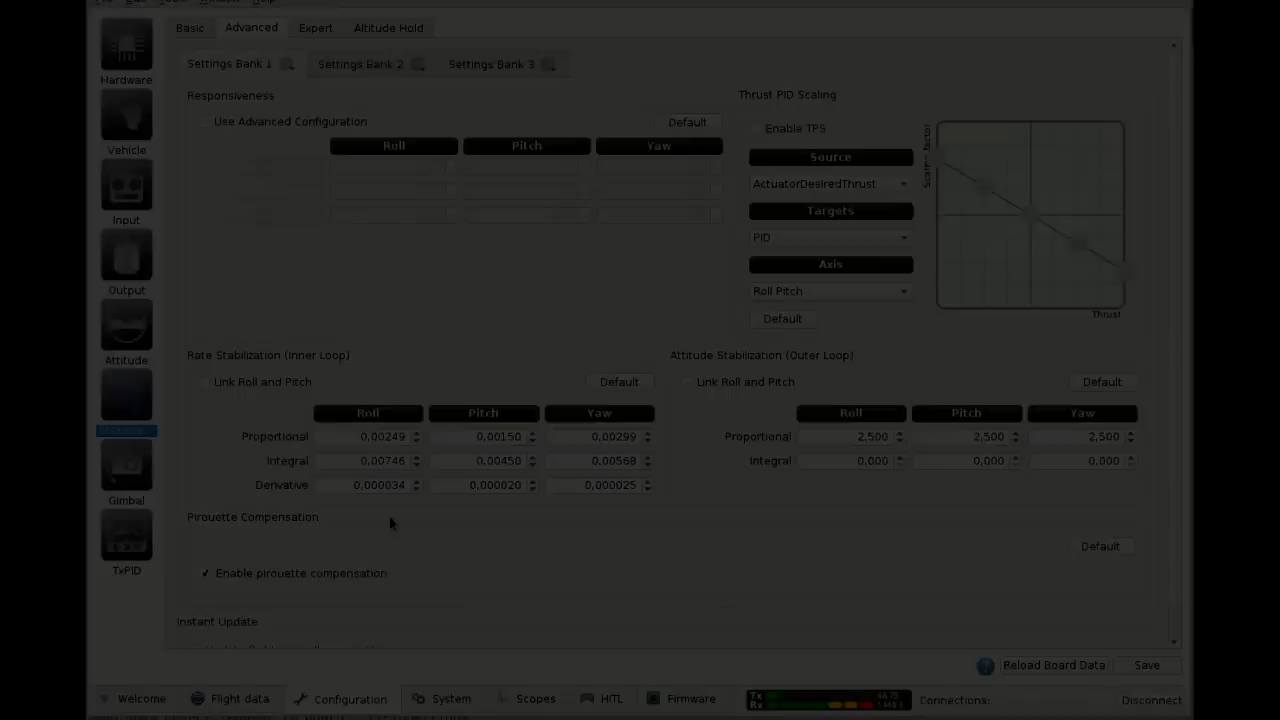 Basic Advanced Expert Altitude Hold
Settings Bank 1 Settings Bank 2 Settings Bank 3
Hardware
Vehicle
Input
Output
Attitude
Gimbal
TxPID
Responsiveness
Use Advanced Configuration Default
Roll Pitch Yaw
Thrust PID Scaling
Enable TPS
Source
ActuatorDesiredThrust
Targets
PID
Axis
Roll Pitch
Default
Thrust
Rate Stabilization (Inner Loop)
Link Roll and Pitch Default
Roll Pitch Yaw
Proportional 0,00249 0,00150 0,00299
Integral 0,00746 0,00450 0,00568
Derivative 0,000034 0,000020 0,000025
Attitude Stabilization (Outer Loop)
Link Roll and Pitch Default
Roll Pitch Yaw
Proportional 2,500 2,500 2,500
Integral 0,000 0,000 0,000
Pirouette Compensation
Default
Enable pirouette compensation
Instant Update
Reload Board Data Save
Welcome Flight data Configuration System Scopes HITL Firmware
Tx
Rx
Connections: Disconnect